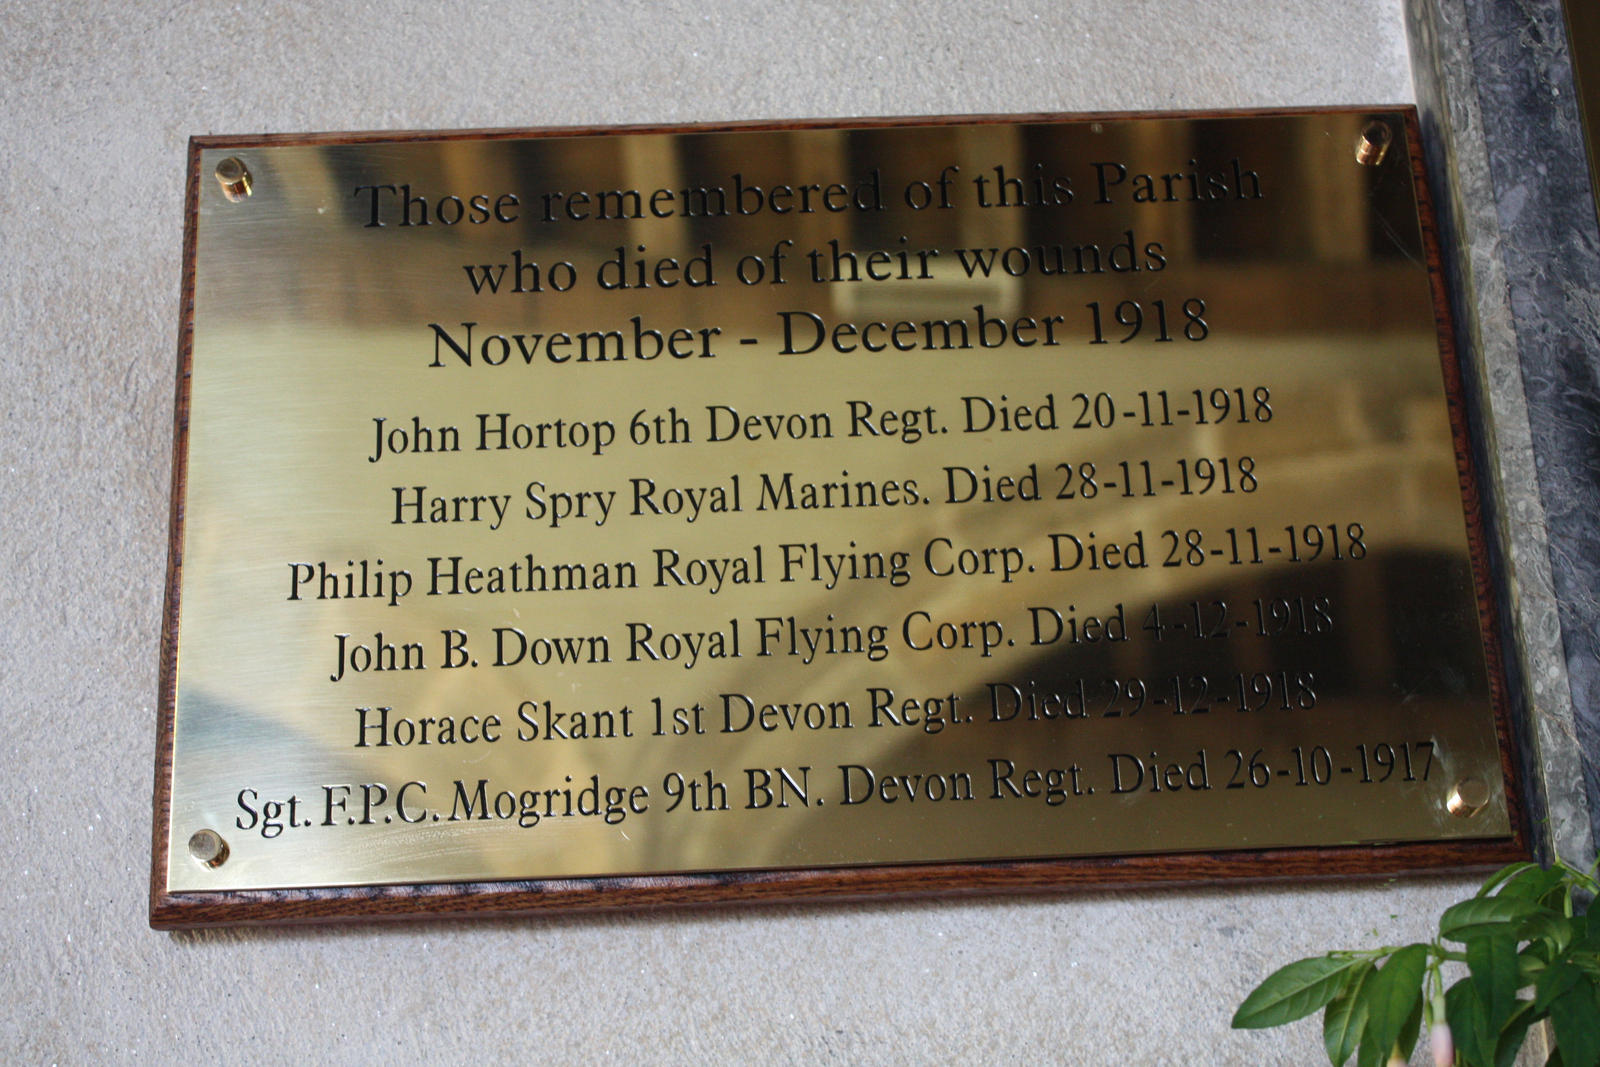 Those remembered of this Parish
who died of their wounds
November - December 1918
John Hortop 6th Devon Regt. Died 20-11-1918
Harry Spry Royal Marines. Died 28-11-1918
Philip Heathman Royal Flying Corp. Died 28-11-1918
John B. Down Royal Flying Corp. Died 4-12-1918
Horace Skant 1st Devon Regt. Died 29-12-1918
Sgt. F.P.C. Mogridge 9th BN. Devon Regt. Died 26-10-1917